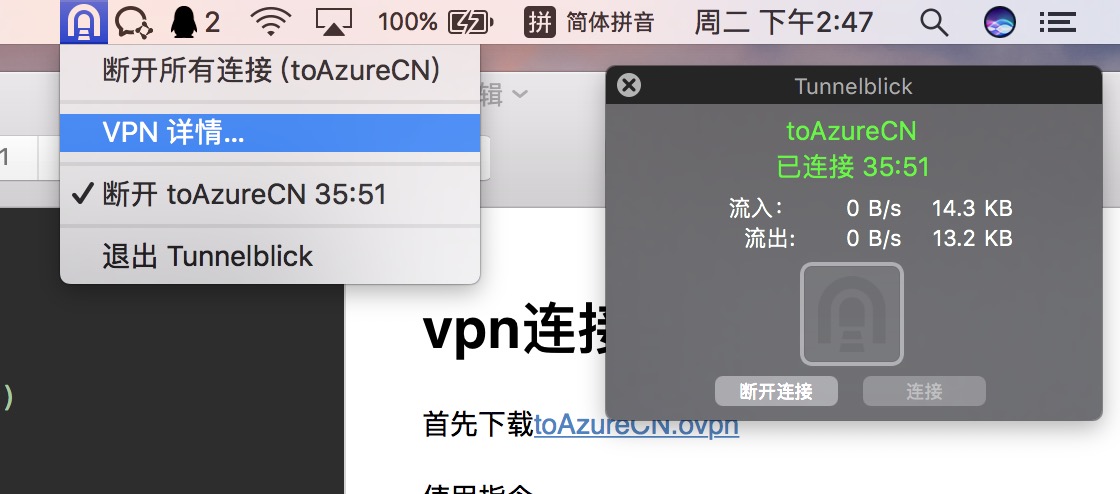 2
100%
拼 简体拼音
周二 下午2:47
断开所有连接 (toAzureCN)
VPN 详情...
✓ 断开 toAzureCN 35:51
退出 Tunnelblick
辑
1
)
Tunnelblick
toAzureCN
已连接 35:51
流入: 0 B/s 14.3 KB
流出: 0 B/s 13.2 KB
断开连接 连接
vpn连接
首先下载toAzureCN.ovpn
使用指令